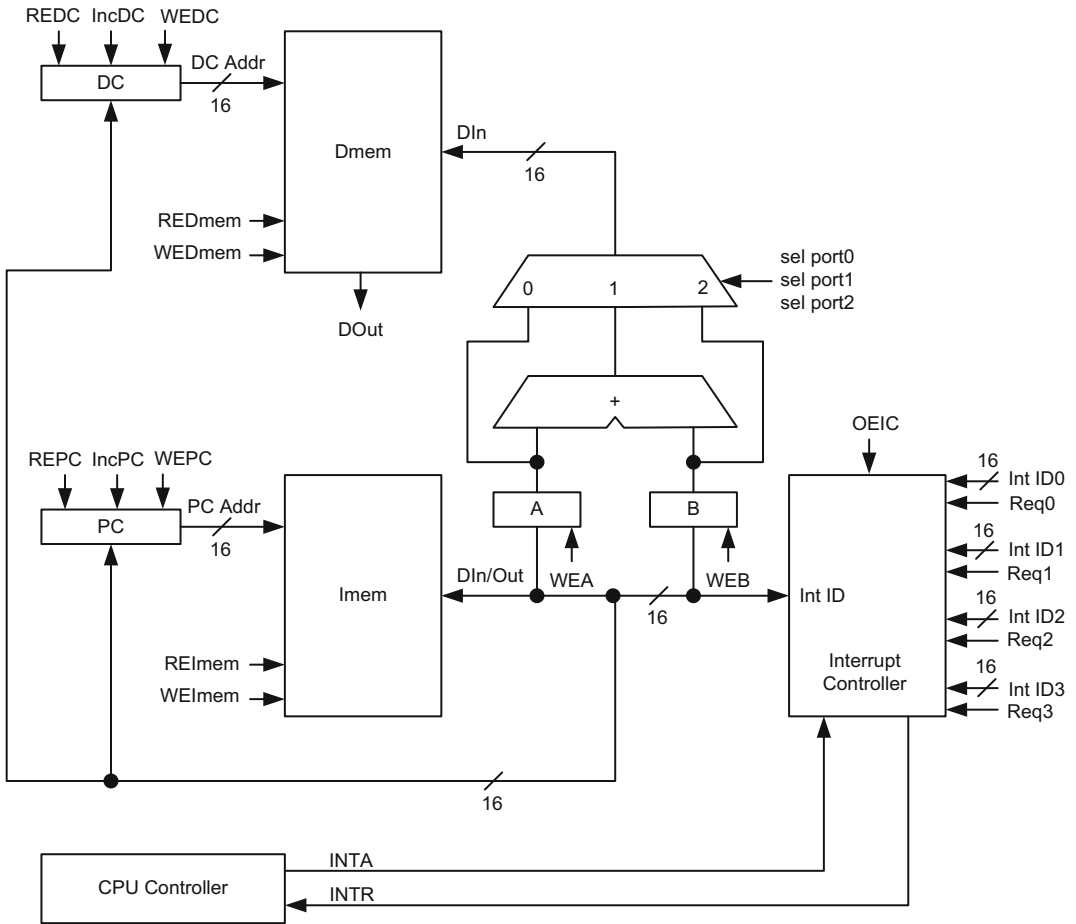 REDC IncDC WEDC
DC
DC Addr
16
Dmem
DIn
16
REDmem
WEDmem
DOut
sel port0
sel port1
sel port2
0 1 2
+
OEIC
REPC IncPC WEPC
PC
PC Addr
16
Imem
A
B
WEA
WEB
DIn/Out
16
REImem
WEImem
Int ID
Interrupt
Controller
16
Int ID0
Req0
16
Int ID1
Req1
16
Int ID2
Req2
16
Int ID3
Req3
16
CPU Controller
INTA
INTR